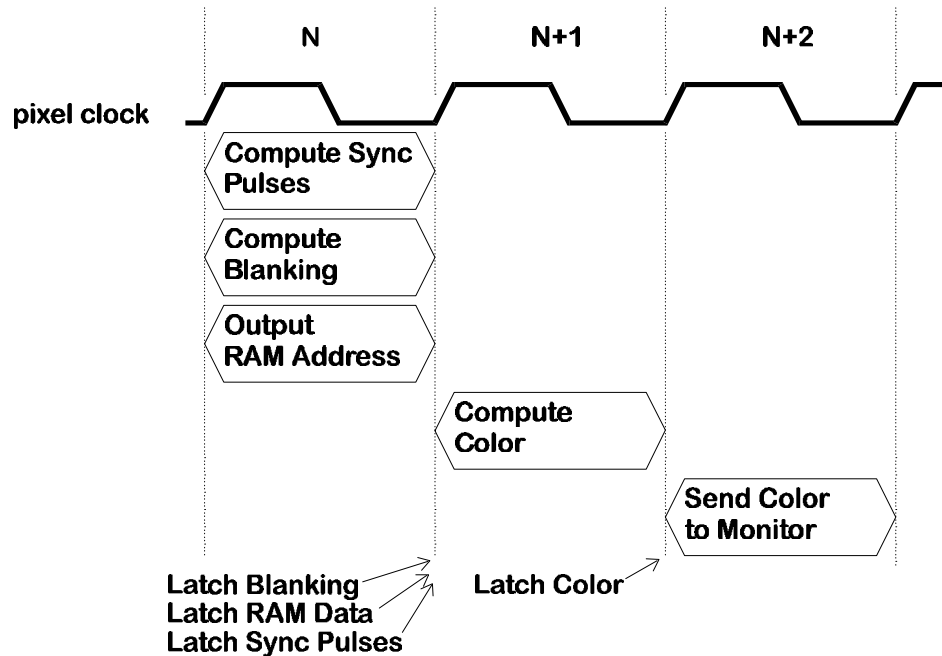 N
N+1
N+2
pixel clock
Compute Sync
Pulses
Compute
Blanking
Output
RAM Address
Compute
Color
Send Color
to Monitor
Latch Blanking
Latch RAM Data
Latch Sync Pulses
Latch Color